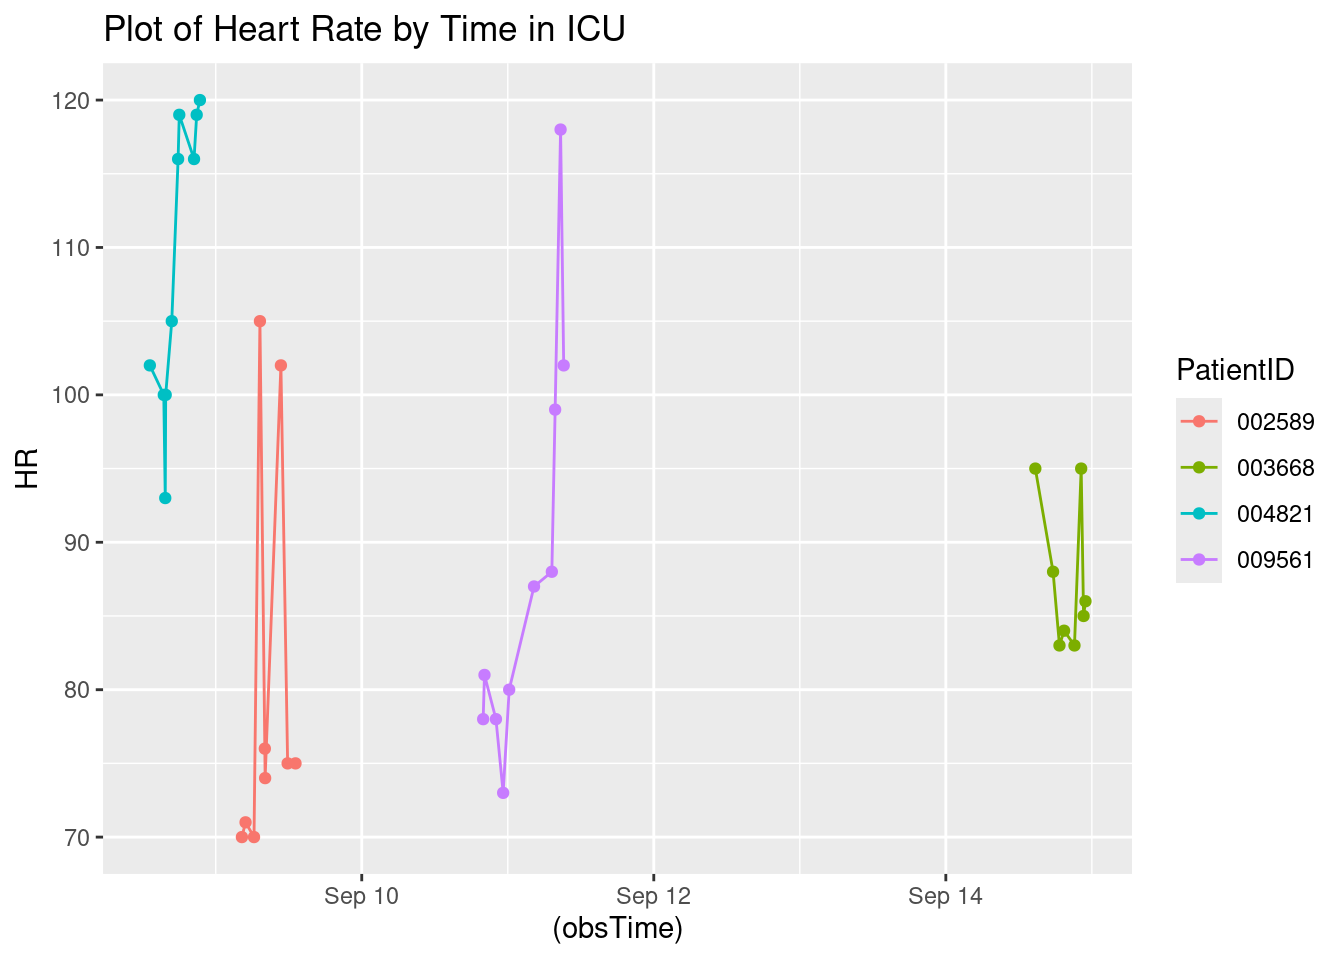 Plot of Heart Rate by Time in ICU
120
110
100
90
80
70
HR
Sep 10
Sep 12
Sep 14
(obsTime)
PatientID
002589
003668
004821
009561